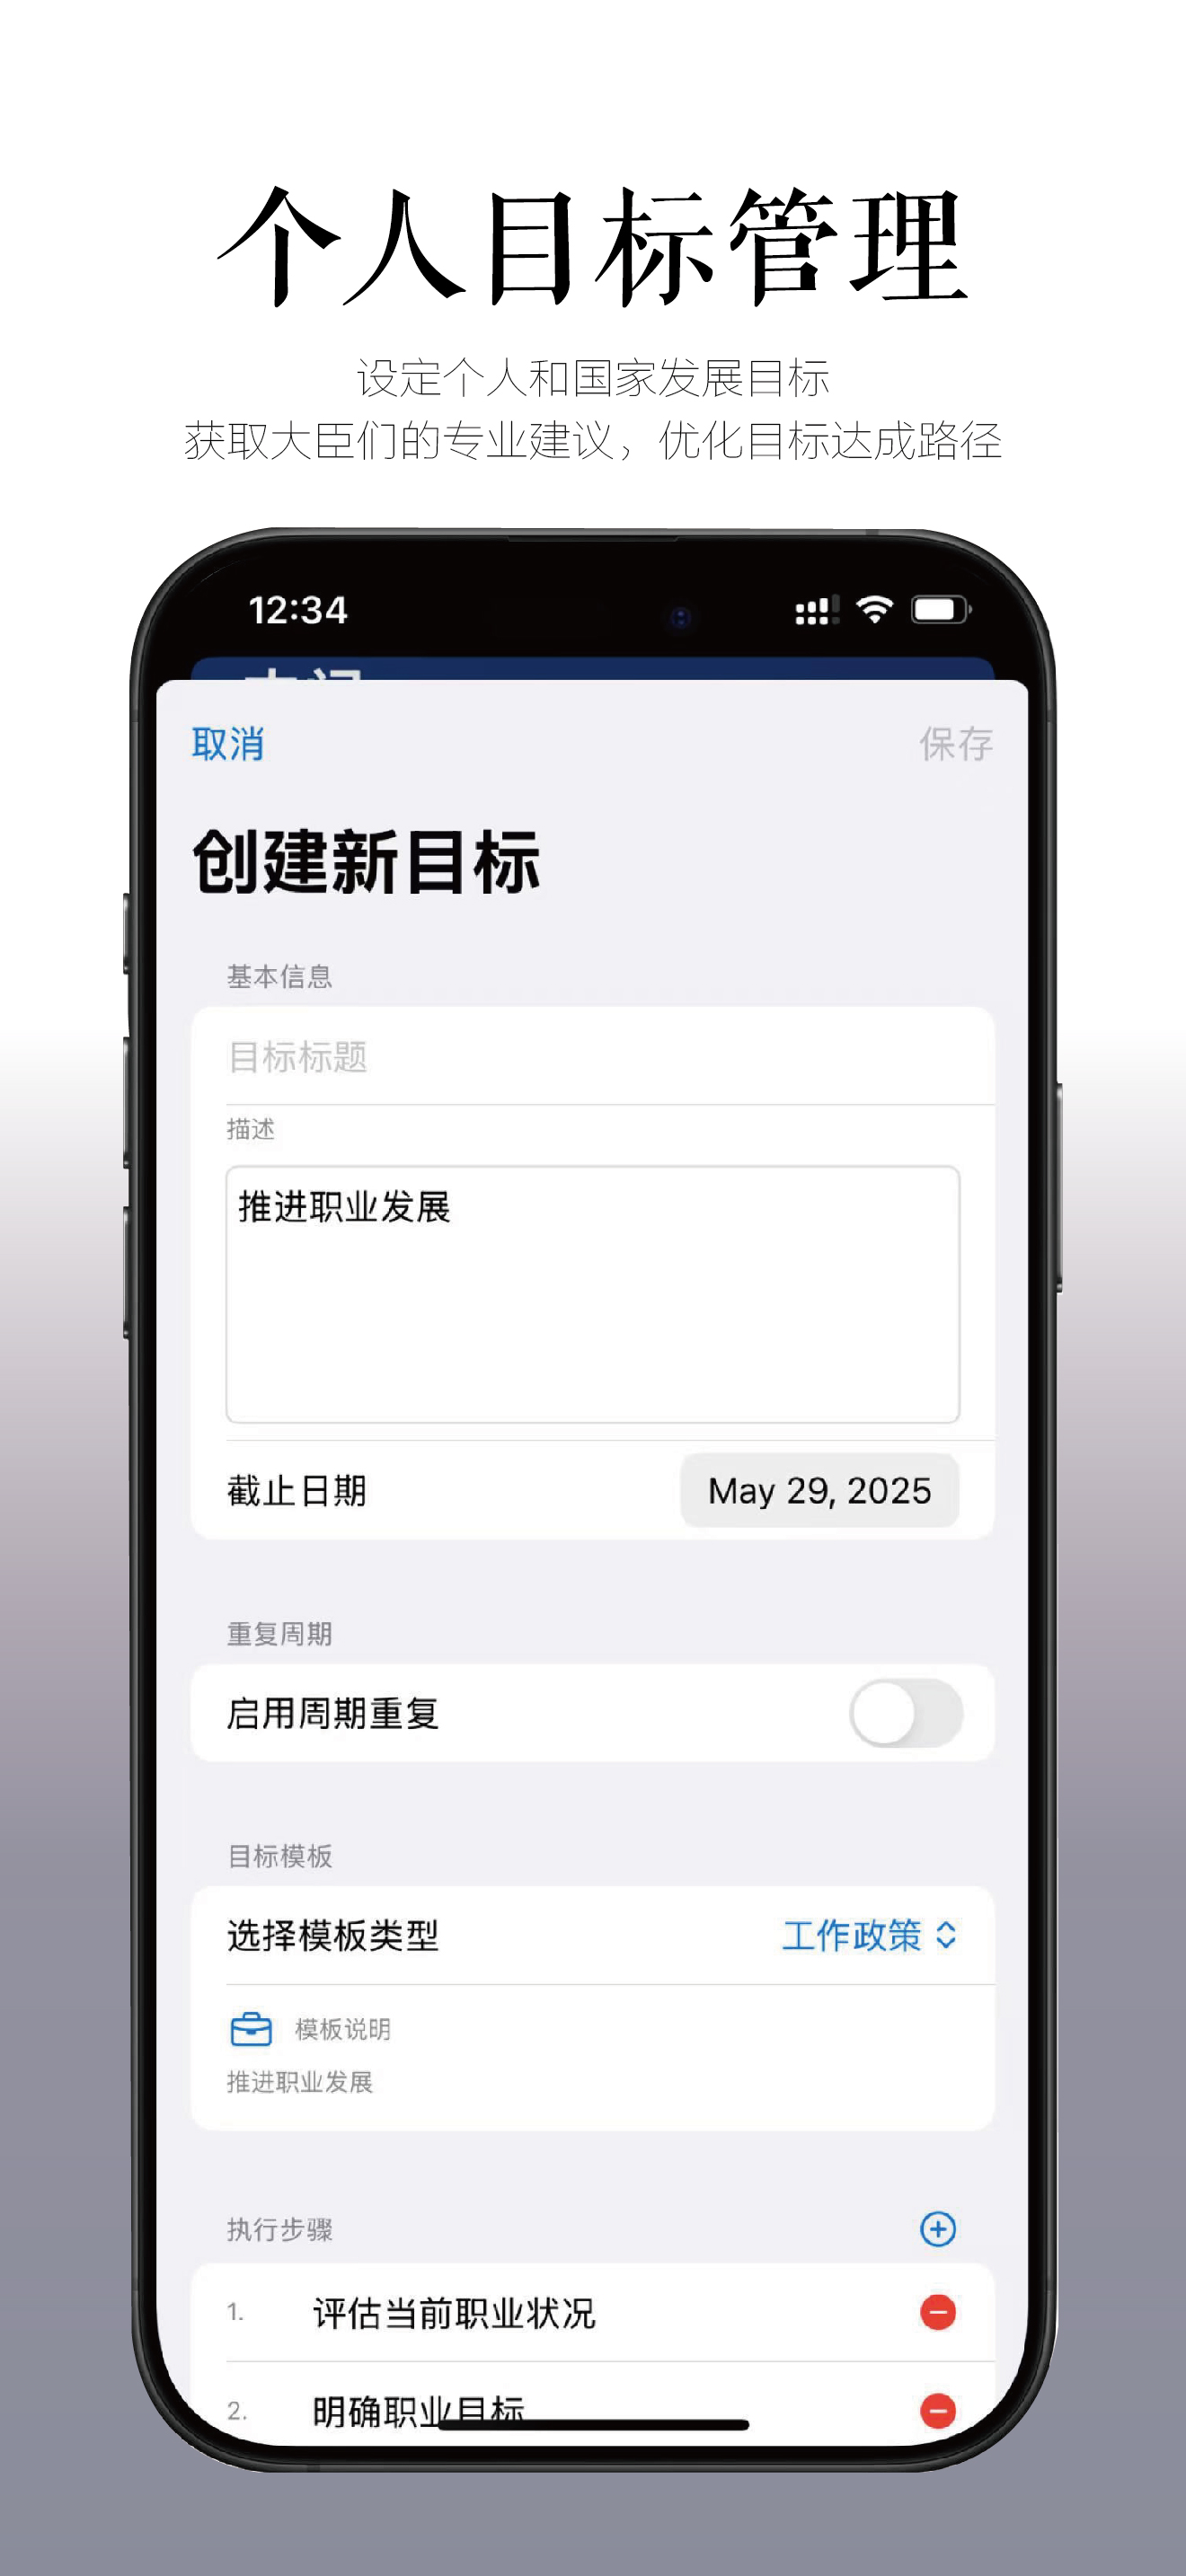 个人目标管理
设定个人和国家发展目标
获取大臣们的专业建议，优化目标达成路径
12:34
取消
保存
创建新目标
基本信息
目标标题
描述
推进职业发展
截止日期
May 29, 2025
重复周期
启用周期重复
目标模板
选择模板类型
工作政策
模板说明
推进职业发展
执行步骤
1.
评估当前职业状况
2.
明确职业目标